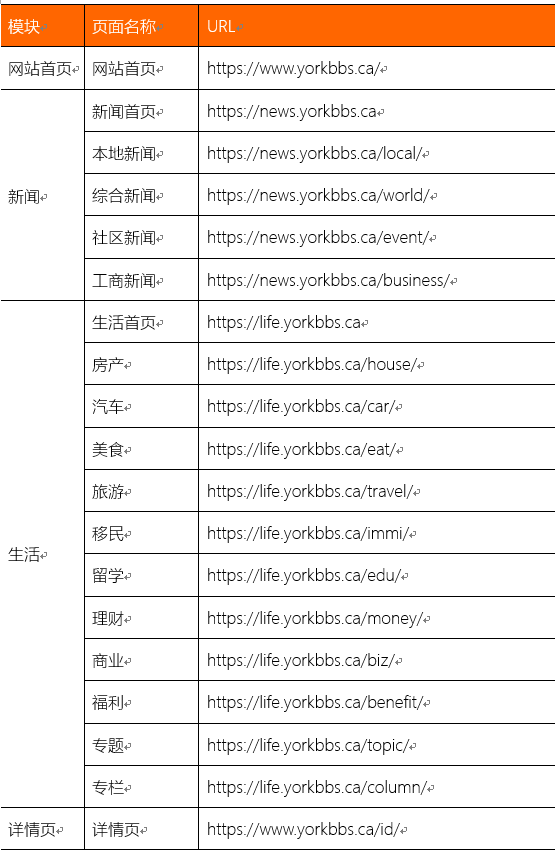 模块 页面名称 URL
网站首页 网站首页 https://www.yorkbbs.ca/
新闻 新闻首页 https://news.yorkbbs.ca
本地新闻 https://news.yorkbbs.ca/local/
综合新闻 https://news.yorkbbs.ca/world/
社区新闻 https://news.yorkbbs.ca/event/
工商新闻 https://news.yorkbbs.ca/business/
生活 生活首页 https://life.yorkbbs.ca
房产 https://life.yorkbbs.ca/house/
汽车 https://life.yorkbbs.ca/car/
美食 https://life.yorkbbs.ca/eat/
旅游 https://life.yorkbbs.ca/travel/
移民 https://life.yorkbbs.ca/immi/
留学 https://life.yorkbbs.ca/edu/
理财 https://life.yorkbbs.ca/money/
商业 https://life.yorkbbs.ca/biz/
福利 https://life.yorkbbs.ca/benefit/
专题 https://life.yorkbbs.ca/topic/
专栏 https://life.yorkbbs.ca/column/
详情页 详情页 https://www.yorkbbs.ca/id/